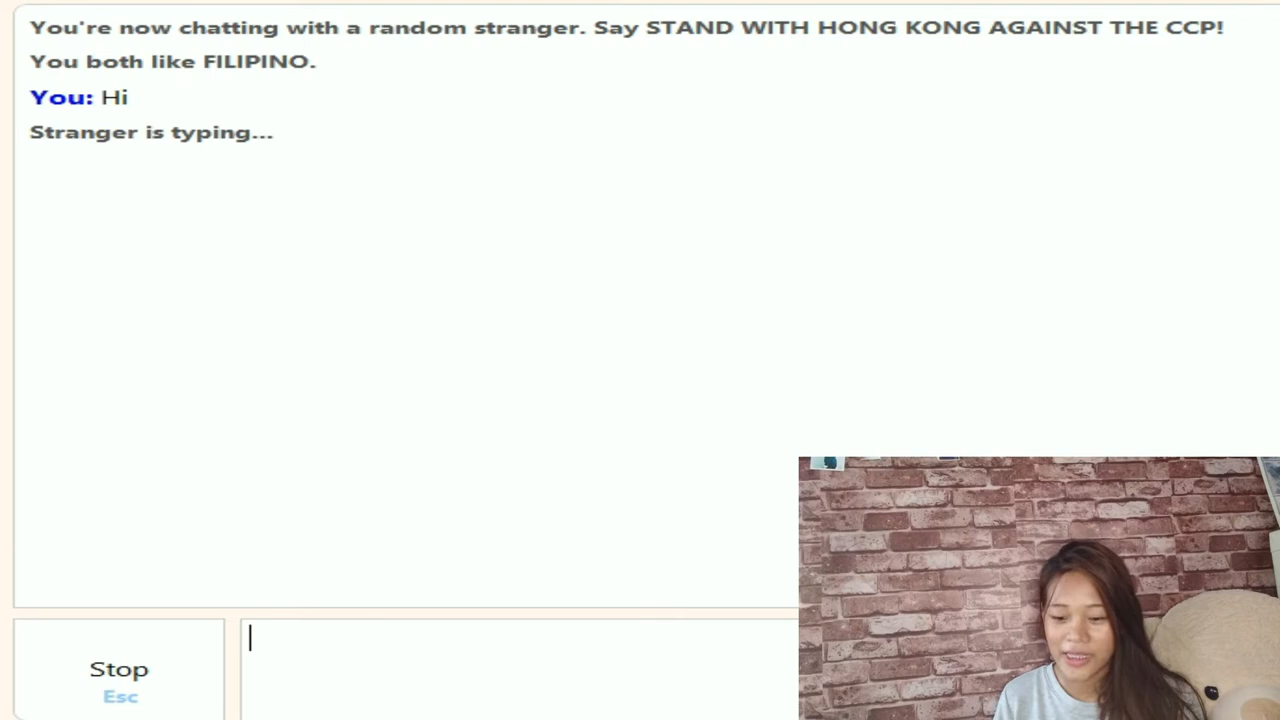 You're now chatting with a random stranger. Say STAND WITH HONG KONG AGAINST THE CCP!
You both like FILIPINO.
You: Hi
Stranger is typing...
Stop
Esc